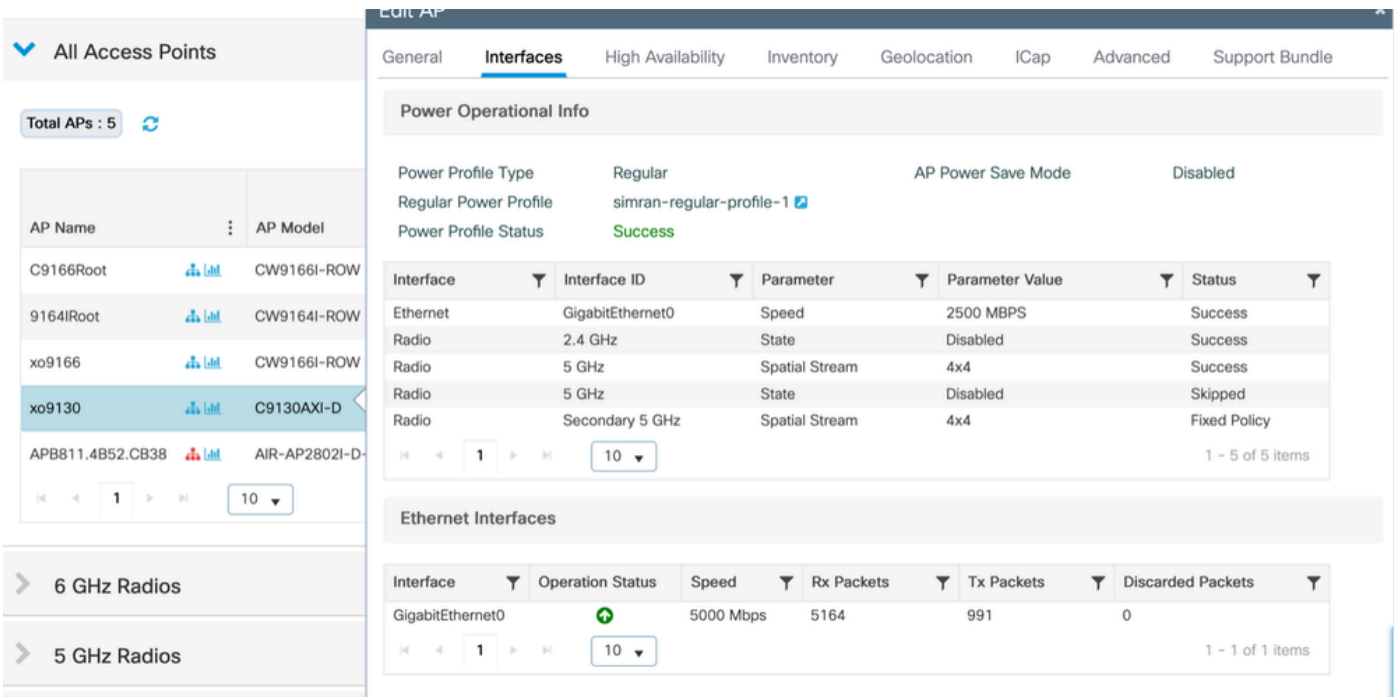 Edit AP
All Access Points
Total APs : 5
AP Name AP Model
C9166Root CW9166I-ROW
9164IRoot CW9164I-ROW
xo9166 CW9166I-ROW
xo9130 C9130AXI-D
APB811.4B52.CB38 AIR-AP2802I-D-
1 10
6 GHz Radios
5 GHz Radios
General Interfaces High Availability Inventory Geolocation ICap Advanced Support Bundle
Power Operational Info
Power Profile Type Regular AP Power Save Mode Disabled
Regular Power Profile simran-regular-profile-1
Power Profile Status Success
Interface Interface ID Parameter Parameter Value Status
Ethernet GigabitEthernet0 Speed 2500 MBPS Success
Radio 2.4 GHz State Disabled Success
Radio 5 GHz Spatial Stream 4x4 Success
Radio 5 GHz State Disabled Skipped
Radio Secondary 5 GHz Spatial Stream 4x4 Fixed Policy
1 10 1 - 5 of 5 items
Ethernet Interfaces
Interface Operation Status Speed Rx Packets Tx Packets Discarded Packets
GigabitEthernet0 5000 Mbps 5164 991 0
1 10 1 - 1 of 1 items